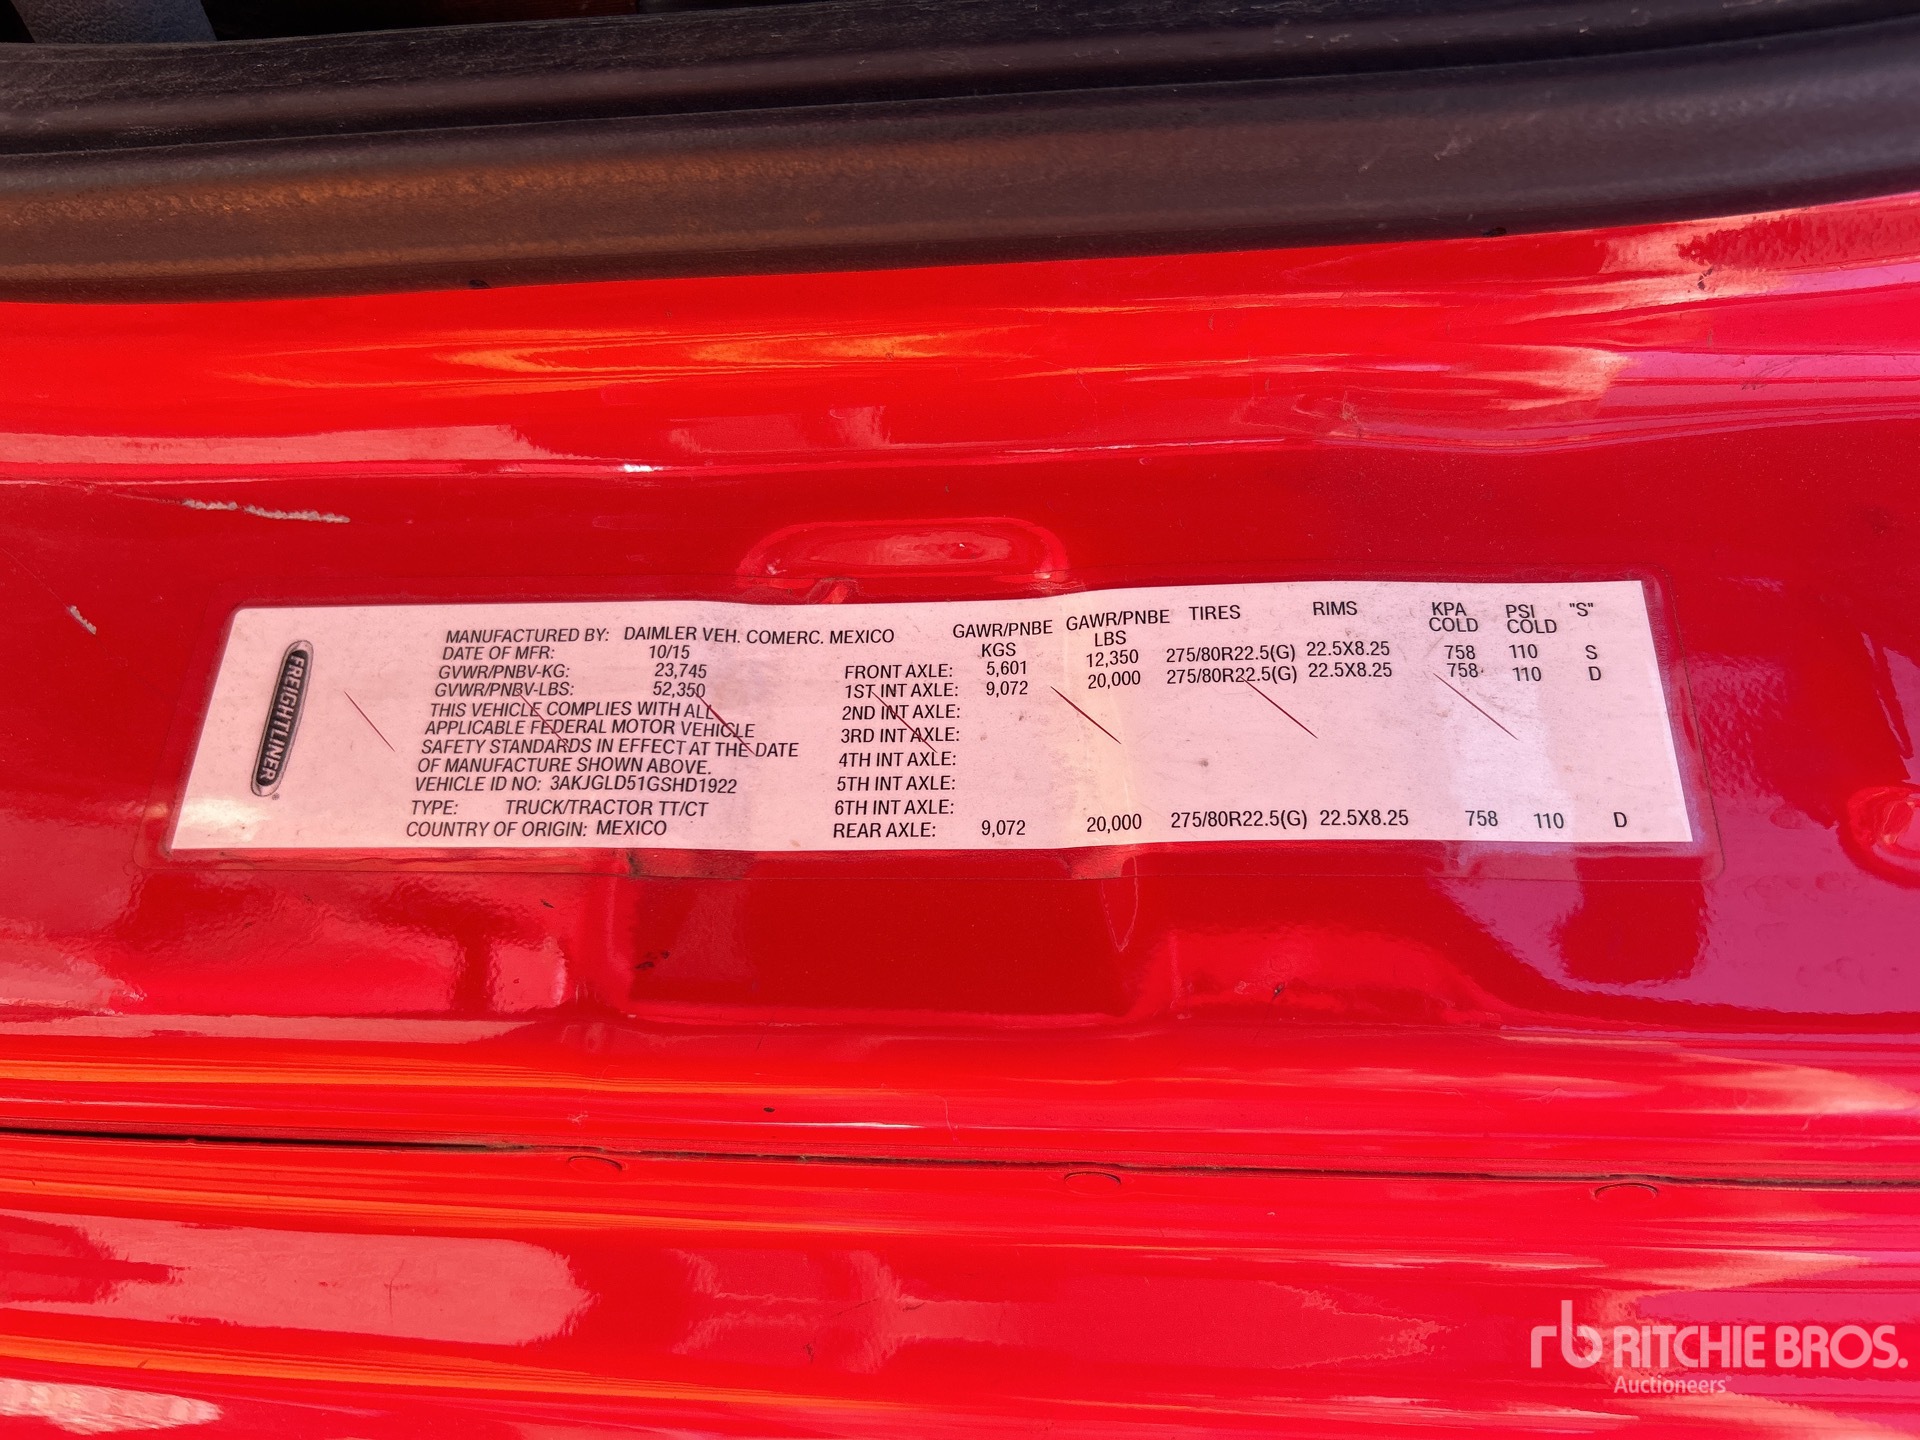 FREIGHTLINER
MANUFACTURED BY: DAIMLER VEH. COMERC. MEXICO
DATE OF MFR: 10/15
GVWR/PNBV-KG: 23,745
GVWR/PNBV-LBS: 52,350
THIS VEHICLE COMPLIES WITH ALL
APPLICABLE FEDERAL MOTOR VEHICLE
SAFETY STANDARDS IN EFFECT AT THE DATE
OF MANUFACTURE SHOWN ABOVE.
VEHICLE ID NO: 3AKJGLD51GSHD1922
TYPE: TRUCK/TRACTOR TT/CT
COUNTRY OF ORIGIN: MEXICO
GAWR/PNBE KGS GAWR/PNBE LBS TIRES RIMS KPA COLD PSI COLD "S"
FRONT AXLE: 5,601 12,350 275/80R22.5(G) 22.5X8.25 758 110 S
1ST INT AXLE: 9,072 20,000 275/80R22.5(G) 22.5X8.25 758 110 D
2ND INT AXLE:
3RD INT AXLE:
4TH INT AXLE:
5TH INT AXLE:
6TH INT AXLE:
REAR AXLE: 9,072 20,000 275/80R22.5(G) 22.5X8.25 758 110 D
rb RITCHIE BROS.
Auctioneers